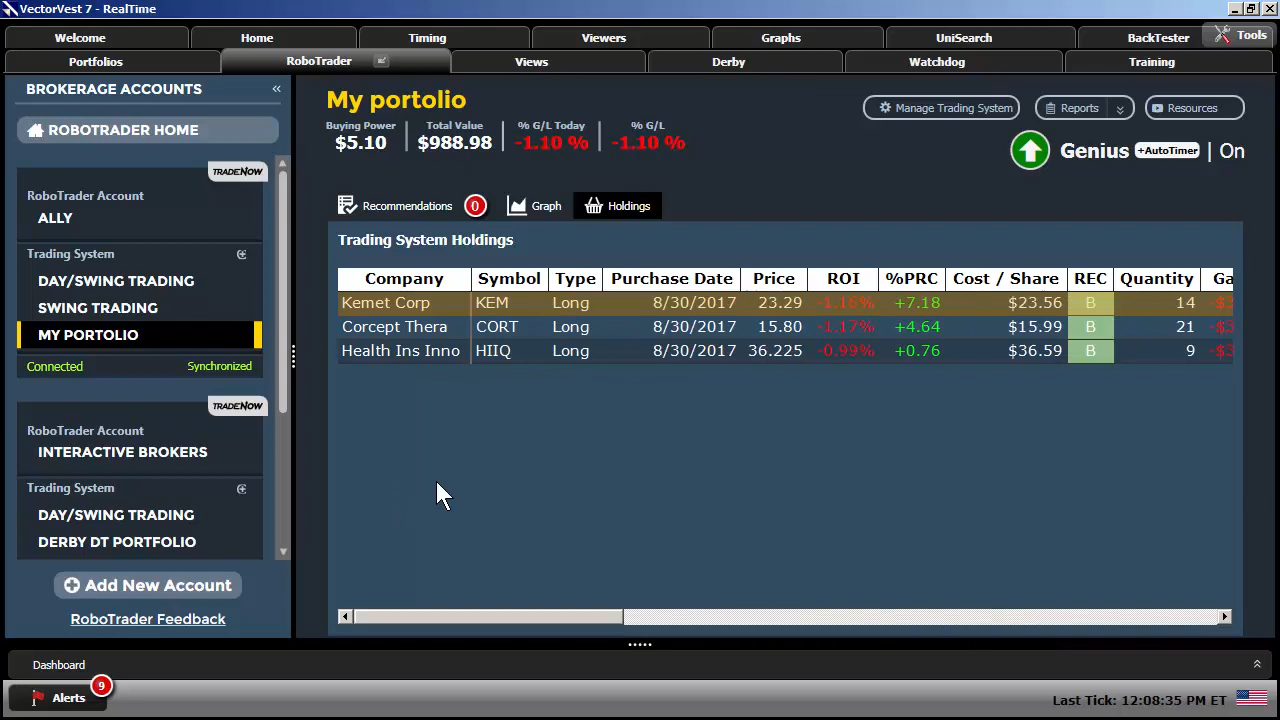 VectorVest 7 - RealTime
Welcome Home Timing Viewers Graphs UniSearch BackTester Tools
Portfolios RoboTrader Views Derby Watchdog Training
BROKERAGE ACCOUNTS «
ROBOTRADER HOME
TRADENOW
RoboTrader Account
ALLY
Trading System
DAY/SWING TRADING
SWING TRADING
MY PORTOLIO
Connected Synchronized
TRADENOW
RoboTrader Account
INTERACTIVE BROKERS
Trading System
DAY/SWING TRADING
DERBY DT PORTFOLIO
Add New Account
RoboTrader Feedback
My portolio
Manage Trading System Reports Resources
Buying Power Total Value % G/L Today % G/L
$5.10 $988.98 -1.10 % -1.10 %
Genius +AutoTimer | On
Recommendations 0 Graph Holdings
Trading System Holdings
Company Symbol Type Purchase Date Price ROI %PRC Cost / Share REC Quantity
Kemet Corp KEM Long 8/30/2017 23.29 -1.16% +7.18 $23.56 B 14
Corcept Thera CORT Long 8/30/2017 15.80 -1.17% +4.64 $15.99 B 21
Health Ins Inno HIIQ Long 8/30/2017 36.225 -0.99% +0.76 $36.59 B 9
Dashboard
Alerts 9
Last Tick: 12:08:35 PM ET